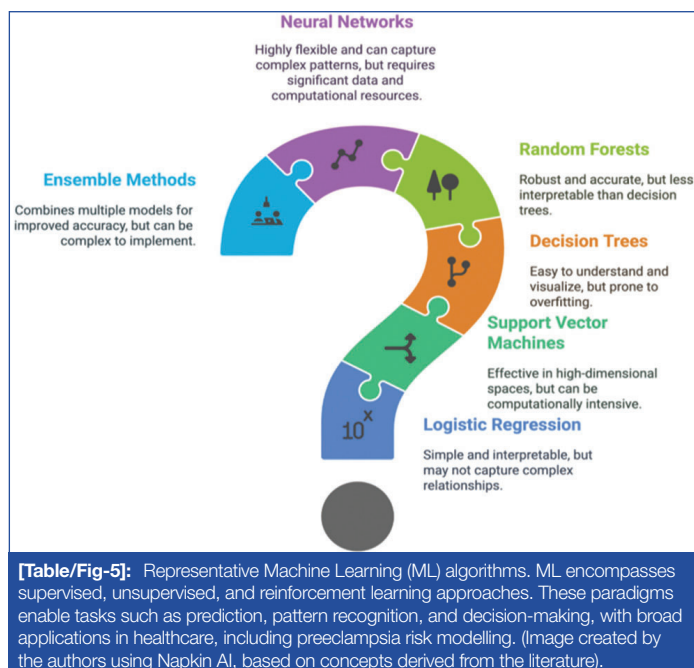 Neural Networks
Highly flexible and can capture
complex patterns, but requires
significant data and
computational resources.
Ensemble Methods
Combines multiple models for
improved accuracy, but can be
complex to implement.
Random Forests
Robust and accurate, but less
interpretable than decision
trees.
Decision Trees
Easy to understand and
visualize, but prone to
overfitting.
Support Vector
Machines
Effective in high-dimensional
spaces, but can be
computationally intensive.
10x
Logistic Regression
Simple and interpretable, but
may not capture complex
relationships.
[Table/Fig-5]: Representative Machine Learning (ML) algorithms. ML encompasses
supervised, unsupervised, and reinforcement learning approaches. These paradigms
enable tasks such as prediction, pattern recognition, and decision-making, with broad
applications in healthcare, including preeclampsia risk modelling. (Image created by
the authors using Napkin AI, based on concepts derived from the literature).